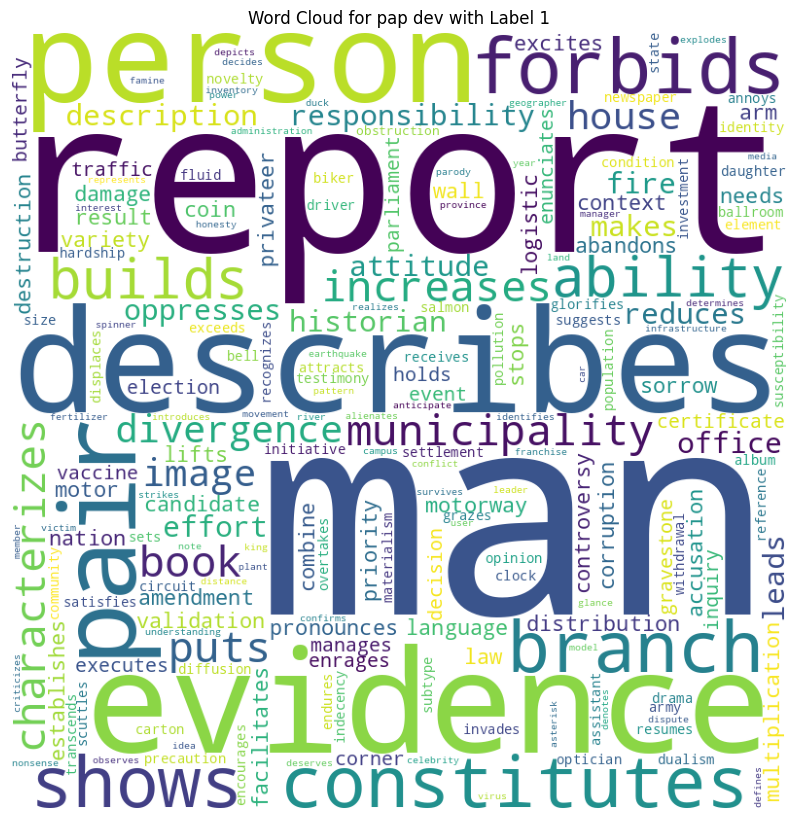 Word Cloud for pap dev with Label 1
person
forbids
report
describes
man
evidence
pair
depicts
decides
famine
inventory
power
novelty
butterfly
description
administration
duck
excites
state
explodes
geographer
responsibility
obstruction
newspaper
house
annoys
arm
identity
traffic
represents
fluid
interest
honesty
damage
result
coin
variety
hardship
privateer
biker
driver
parody
province
parliament
wall
year
enunciates
logistic
condition
fire
context
manager
makes
abandons
land
investment
daughter
media
needs
ballroom
element
destruction
builds
attitude
increases
ability
size
spinner
oppresses
exceeds
historian
salmon
realizes
glorifies
suggests
reduces
determines
infrastructure
displaces
bell
recognizes
earthquake
attracts
testimony
pattern
receives
holds
event
pollution
stops
car
population
sorrow
susceptibility
election
fertilizer
introduces
movement
river
alienates
anticipate
identifies
characterizes
divergence
municipality
certificate
office
lifts
initiative
campus
settlement
franchise
conflict
album
vaccine
motor
image
strikes
candidate
survives
leader
grazes
motorway
user
controversy
corruption
reference
member
victim
nation
sets
note
effort
king
combine
overtakes
priority
materialism
decision
opinion
clock
accusation
inquiry
gravestone
withdrawal
leads
community
satisfies
book
circuit
plant
distance
amendment
glance
validation
confirms
understanding
pronounces
language
distribution
criticizes
establishes
transcends
scuttles
executes
puts
manages
enrages
law
branch
model
diffusion
facilitates
encourages
endures
indecency
subtype
carton
invades
asterisk
assistant
denotes
drama
army
dispute
resumes
multiplication
nonsense
observes
idea
precaution
corner
celebrity
optician
dualism
defines
shows
deserves
constitutes
virus